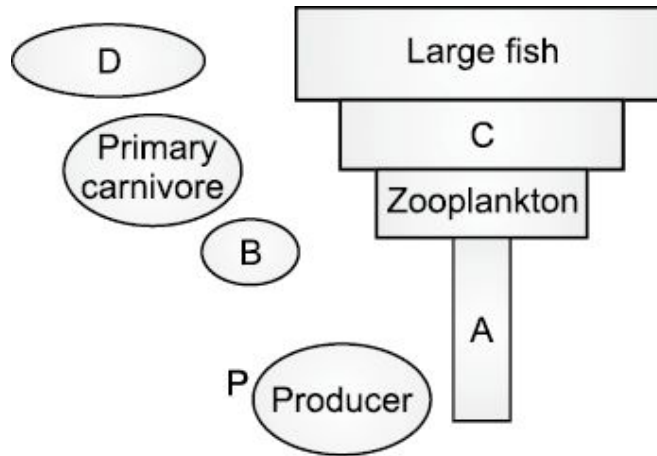 D
Large fish
Primary
carnivore
C
Zooplankton
B
A
P
Producer